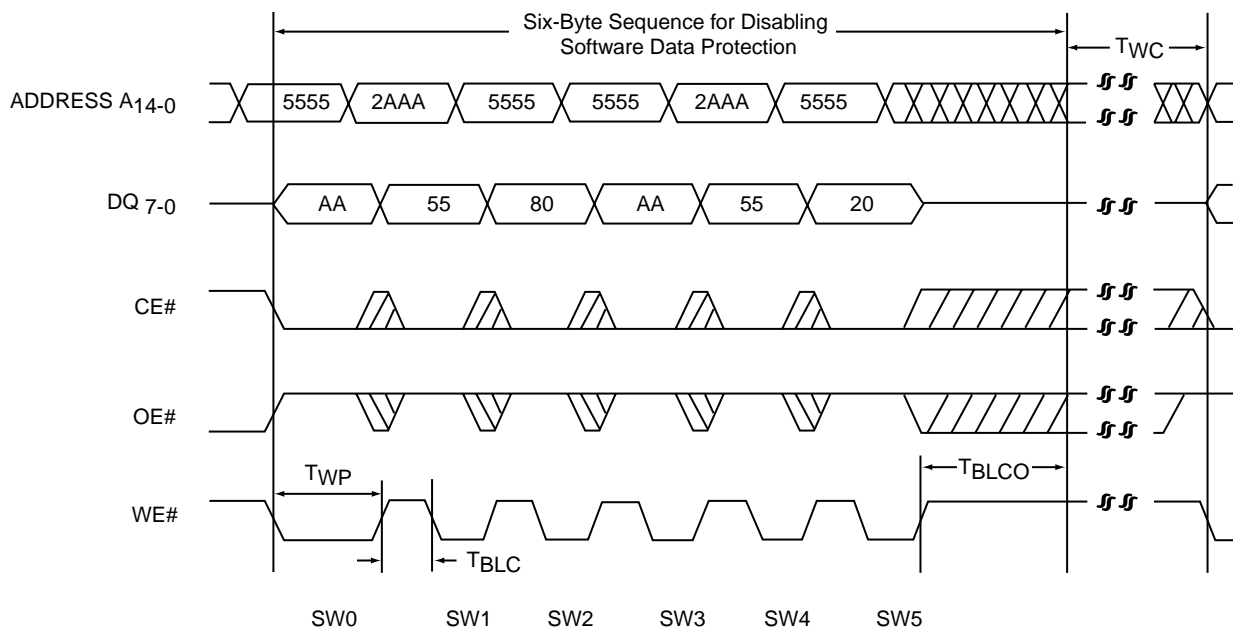 Six-Byte Sequence for Disabling
Software Data Protection
TWC
ADDRESS A14-0
5555 2AAA 5555 5555 2AAA 5555
DQ 7-0
AA 55 80 AA 55 20
CE#
OE#
TWP
TBLCO
WE#
TBLC
SW0 SW1 SW2 SW3 SW4 SW5